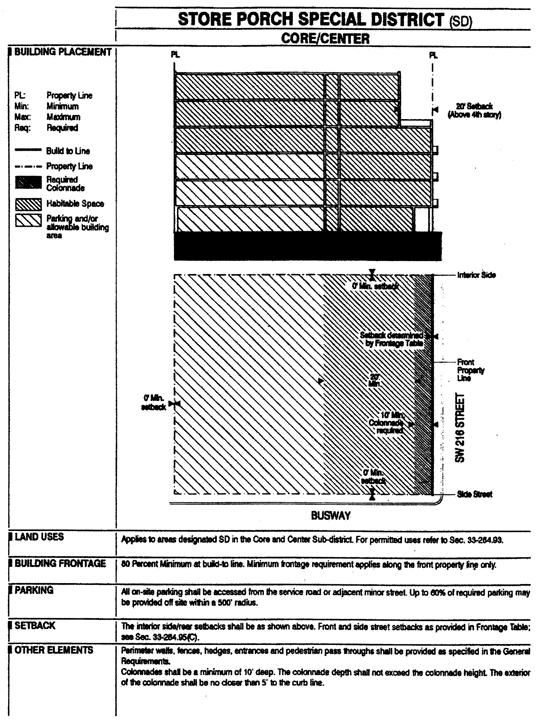 STORE PORCH SPECIAL DISTRICT (SD)
CORE/CENTER
BUILDING PLACEMENT
PL: Property Line
Min: Minimum
Max: Maximum
Req: Required
Build to Line
Property Line
Required
Colonnade
Habitable Space
Parking and/or
allowable building
area
PL
PL
20' Setback
(Above 4th story)
Interior Side
0' Min. setback
Setback determined
by Frontage Table
Front
Property
Line
20'
Min.
0' Min.
setback
10' Min.
Colonnade
required
SW 216 STREET
0' Min.
setback
Side Street
BUSWAY
LAND USES
Applies to areas designated SD in the Core and Center Sub-district. For permitted uses refer to Sec. 33-284.93.
BUILDING FRONTAGE
80 Percent Minimum at build-to line. Minimum frontage requirement applies along the front property line only.
PARKING
All on-site parking shall be accessed from the service road or adjacent minor street. Up to 60% of required parking may
be provided off site within a 500' radius.
SETBACK
The interior side/rear setbacks shall be as shown above. Front and side street setbacks as provided in Frontage Table;
see Sec. 33-284.95(C).
OTHER ELEMENTS
Perimeter walls, fences, hedges, entrances and pedestrian pass throughs shall be provided as specified in the General
Requirements.
Colonnades shall be a minimum of 10' deep. The colonnade depth shall not exceed the colonnade height. The exterior
of the colonnade shall be no closer than 5' to the curb line.